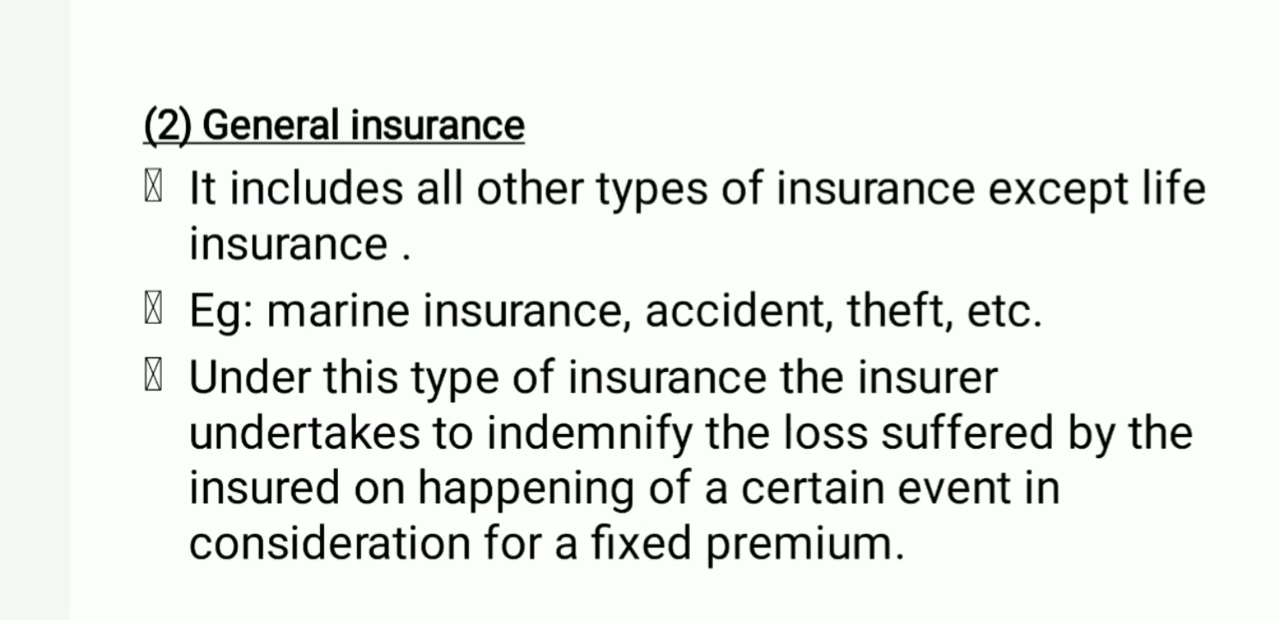 (2) General insurance
It includes all other types of insurance except life
insurance .
Eg: marine insurance, accident, theft, etc.
Under this type of insurance the insurer
undertakes to indemnify the loss suffered by the
insured on happening of a certain event in
consideration for a fixed premium.